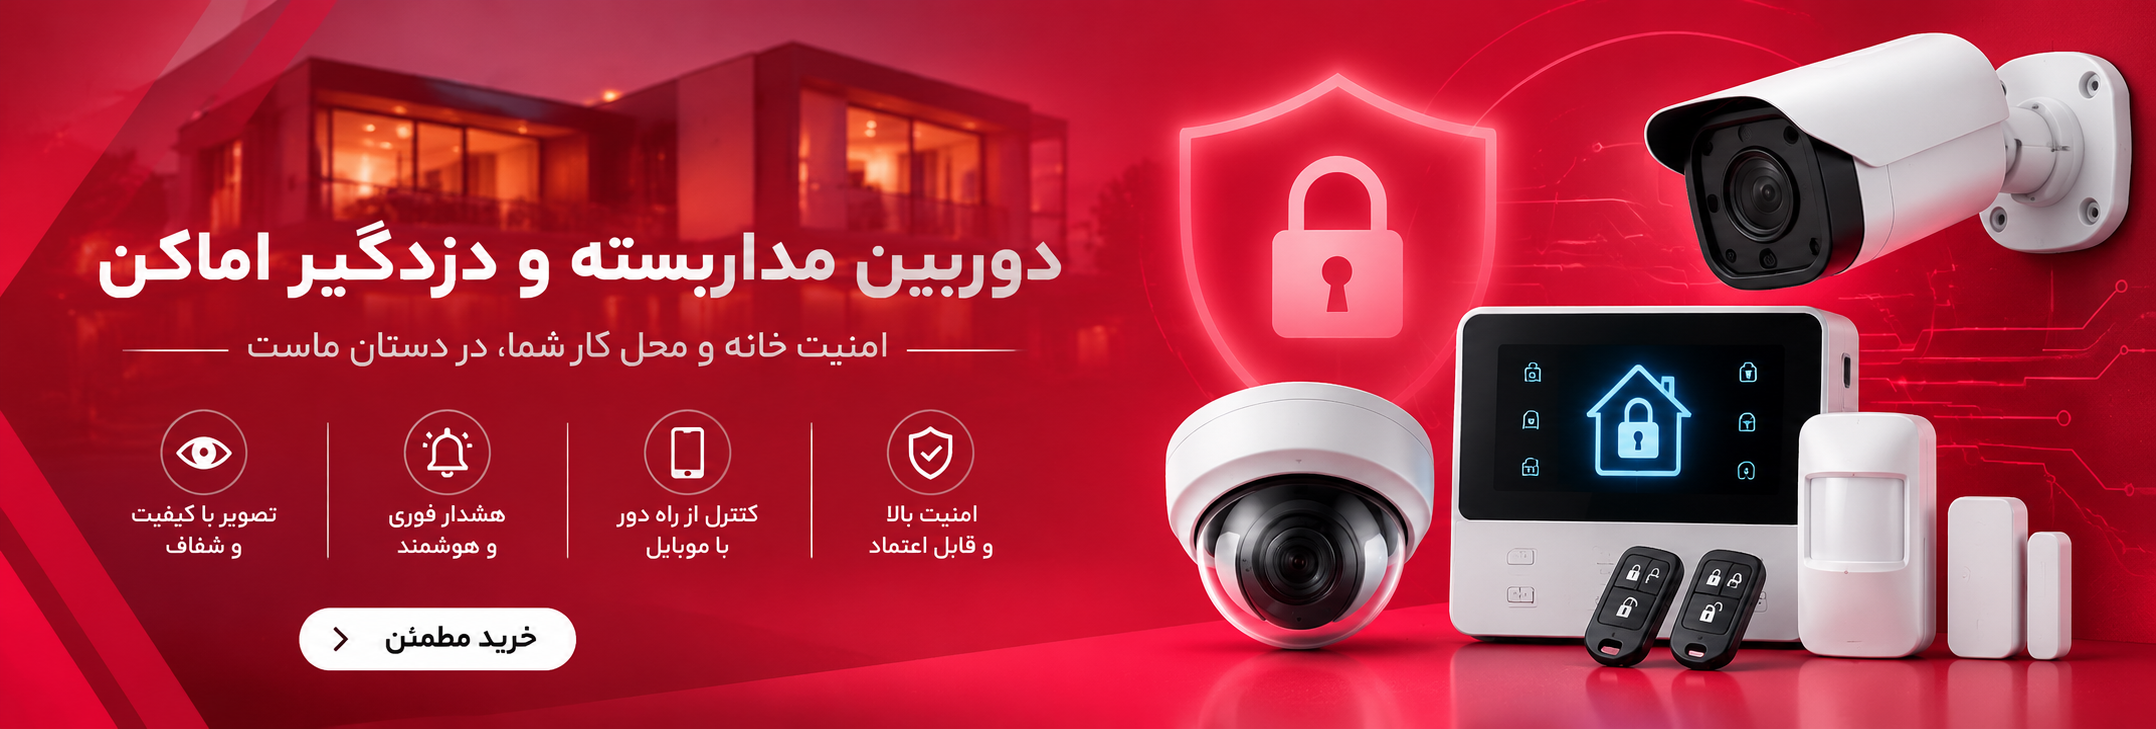 دوربین مداربسته و دزدگیر اماکن
امنیت خانه و محل کار شما، در دستان ماست
امنیت بالا
و قابل اعتماد
کنترل از راه دور
با موبایل
هشدار فوری
و هوشمند
تصویر با کیفیت
و شفاف
خرید مطمئن